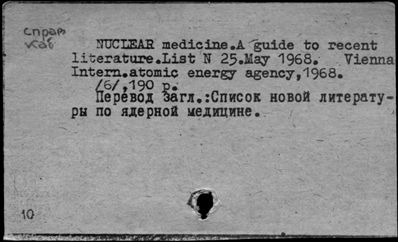 справ
каб
NUCLEAR medicine.A guide to recent
literature.List N 25.May 1968. Vienna
Intern.atomic energy agency,1968.
/6/,190 p.
Перевод загл.:Список новой литерату-
ры по ядерной медицине.
10